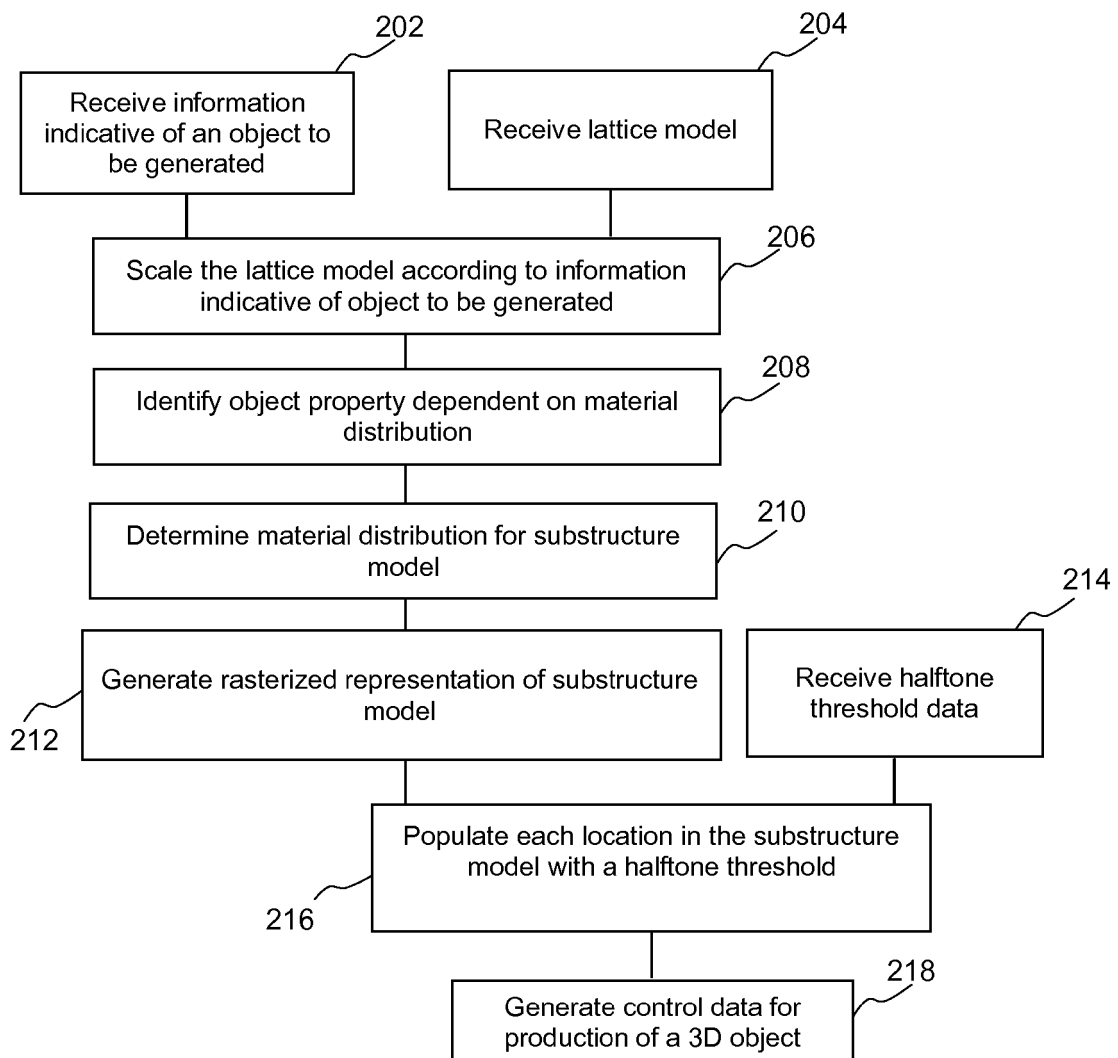 202
Receive information
indicative of an object to
be generated
204
Receive lattice model
206
Scale the lattice model according to information
indicative of object to be generated
208
Identify object property dependent on material
distribution
210
Determine material distribution for substructure
model
212
Generate rasterized representation of substructure
model
214
Receive halftone
threshold data
216
Populate each location in the substructure
model with a halftone threshold
218
Generate control data for
production of a 3D object